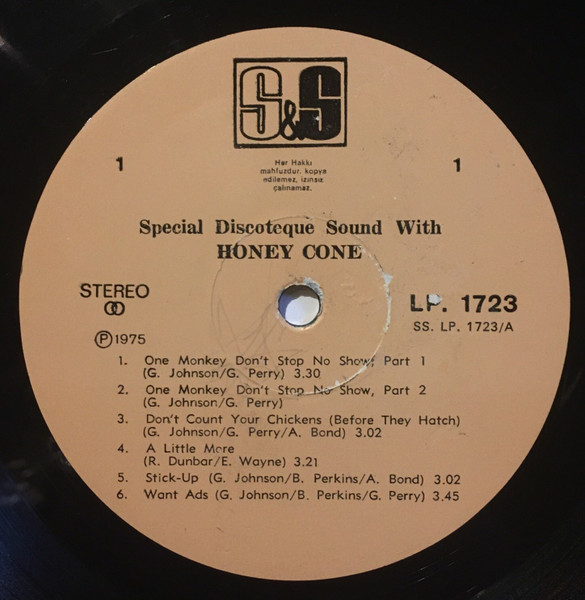 S&S
1
1
Her Hakkı
mahfuzdur. kopya
edilemez, izinsiz
çalınamaz.
Special Discoteque Sound With
HONEY CONE
STEREO
LP. 1723
SS. LP. 1723/A
Ⓟ1975
1. One Monkey Don't Stop No Show, Part 1
(G. Johnson/G. Perry) 3.30
2. One Monkey Don't Stop No Show, Part 2
(G. Johnson/G. Perry)
3. Don't Count Your Chickens (Before They Hatch)
(G. Johnson/G. Perry/A. Bond) 3.02
4. A Little More
(R. Dunbar/E. Wayne) 3.21
5. Stick-Up (G. Johnson/B. Perkins/A. Bond) 3.02
6. Want Ads (G. Johnson/B. Perkins/G. Perry) 3.45